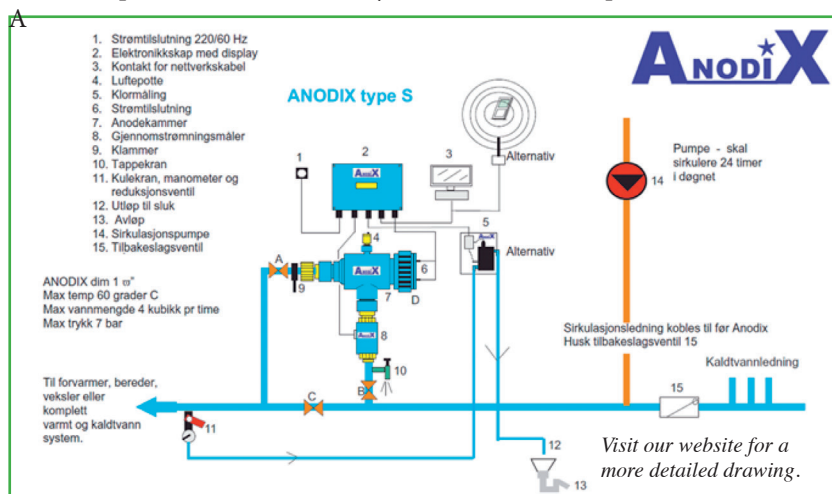 A
1. Strømtilslutning 220/60 Hz
2. Elektronikkskap med display
3. Kontakt for nettverkskabel
4. Luftepotte
5. Klormåling
6. Strømtilslutning
7. Anodekammer
8. Gjennomstrømningsmåler
9. Klammer
10. Tappekran
11. Kulekran, manometer og
reduksjonsventil
12. Utløp til sluk
13. Avløp
14. Sirkulasjonspumpe
15. Tilbakeslagsventil
ANODIX type S
ANODIX
Pumpe - skal
sirkulere 24 timer
i døgnet
14
1
2
3
Alternativ
ANODIX
4
5
Alternativ
A
ANODIX
6
9
7
D
ANODIX dim 1 ϖ"
Max temp 60 grader C
Max vannmengde 4 kubikk pr time
Max trykk 7 bar
8
10
B
C
Sirkulasjonsledning kobles til før Anodix
Husk tilbakeslagsventil 15
Kaldtvannledning
15
Til forvarmer, bereder,
veksler eller
komplett
varmt og kaldtvann
system.
11
12
13
Visit our website for a
more detailed drawing.